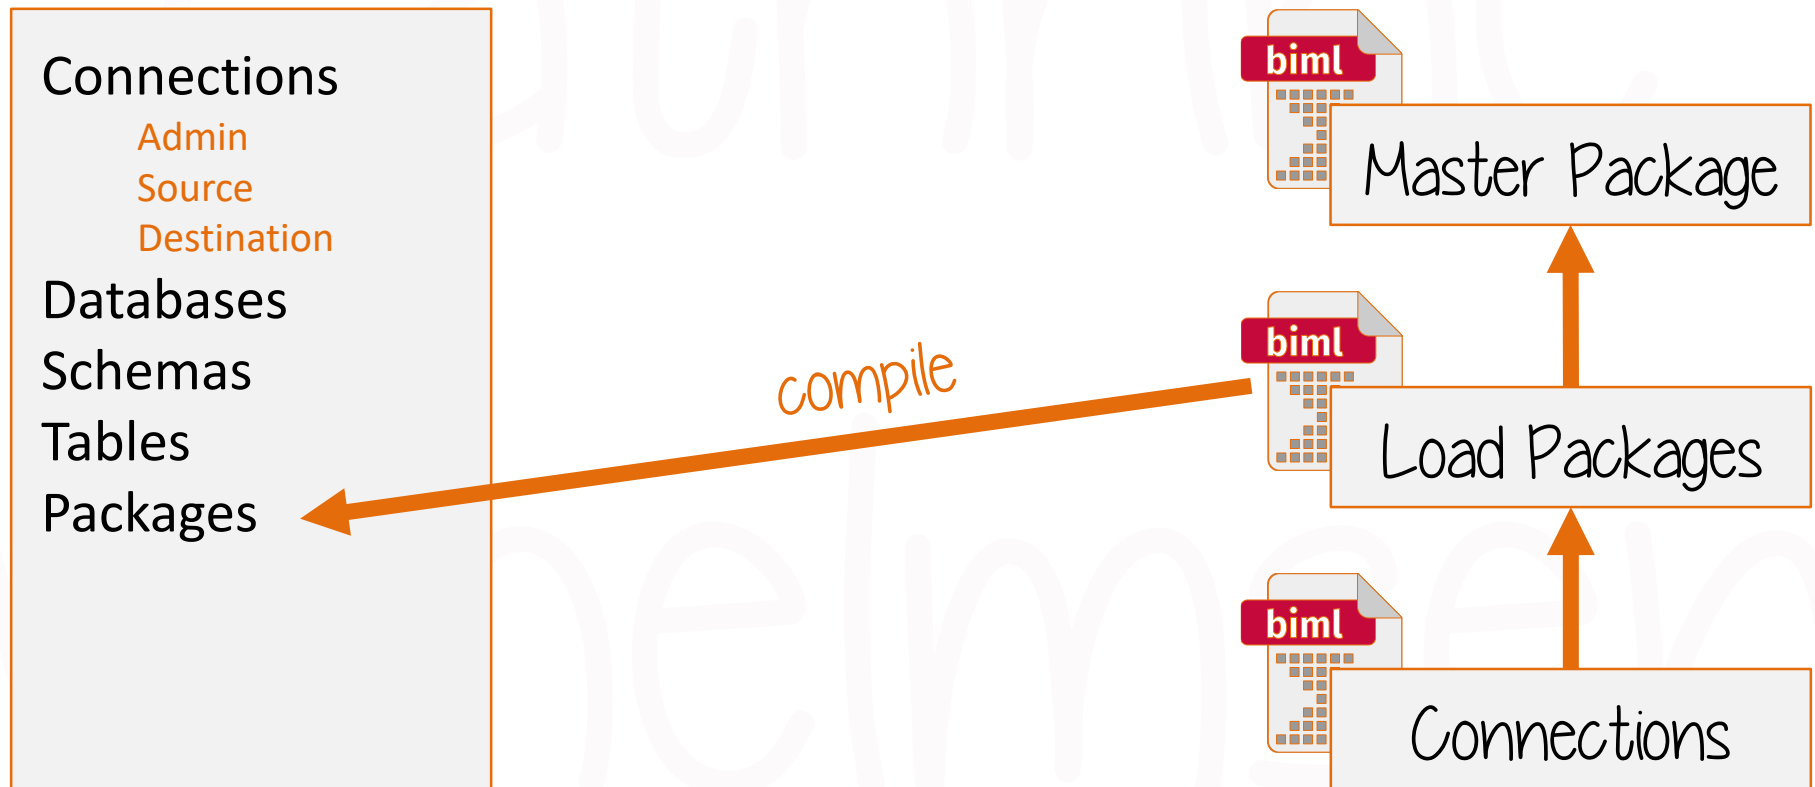 Connections
Admin
Source
Destination
Databases
Schemas
Tables
Packages
compile
biml
Master Package
biml
Load Packages
biml
Connections